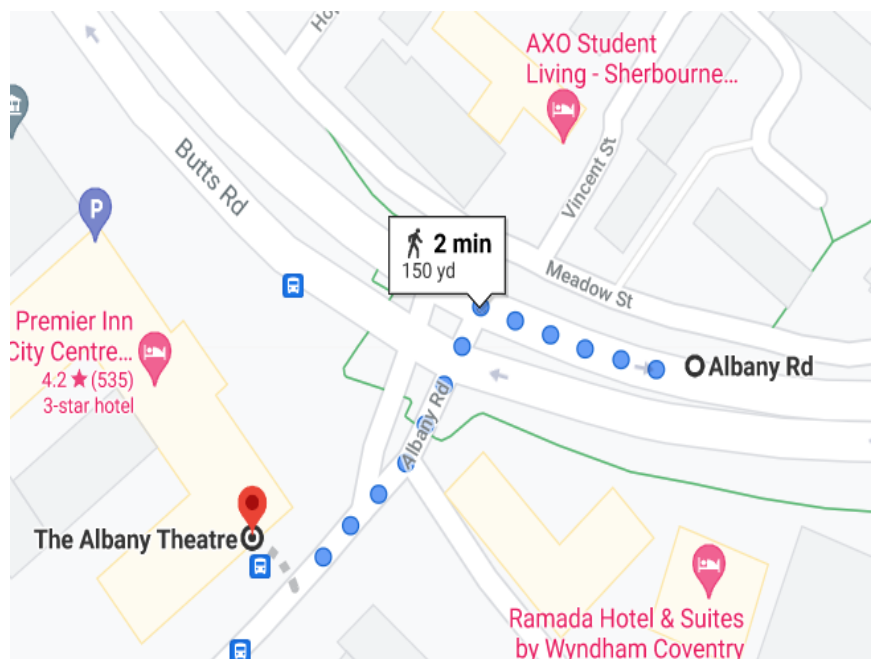 Ho
AXO Student
Living - Sherbourne...
Butts Rd
Vincent St
P
2 min
150 yd
Meadow St
Premier Inn
City Centre...
4.2 ★ (535)
3-star hotel
Albany Rd
Albany Rd
The Albany Theatre
Ramada Hotel & Suites
by Wyndham Coventry